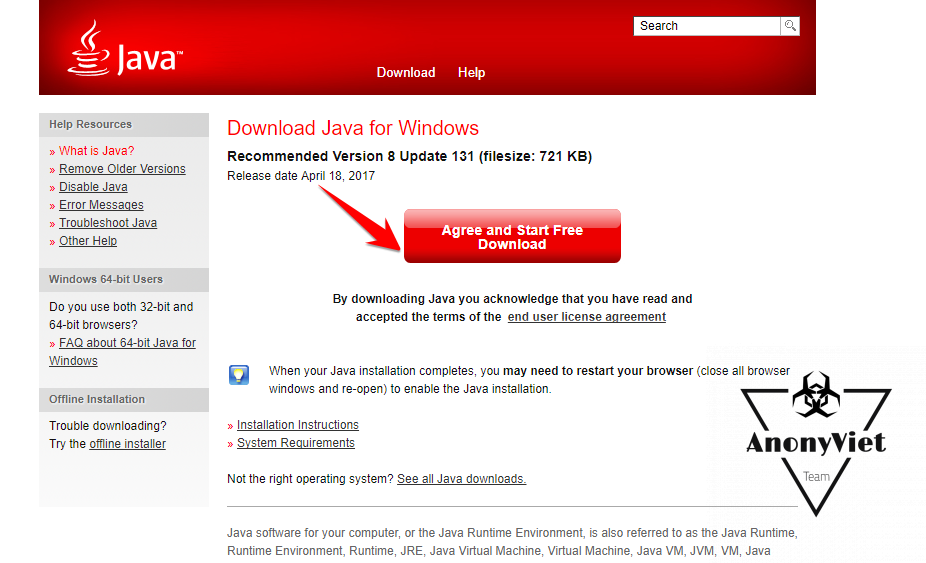 Java™
Search
Download Help
Help Resources
» What is Java?
» Remove Older Versions
» Disable Java
» Error Messages
» Troubleshoot Java
» Other Help
Windows 64-bit Users
Do you use both 32-bit and
64-bit browsers?
» FAQ about 64-bit Java for
Windows
Offline Installation
Trouble downloading?
Try the offline installer
Download Java for Windows
Recommended Version 8 Update 131 (filesize: 721 KB)
Release date April 18, 2017
Agree and Start Free
Download
By downloading Java you acknowledge that you have read and
accepted the terms of the end user license agreement
When your Java installation completes, you may need to restart your browser (close all browser
windows and re-open) to enable the Java installation.
» Installation Instructions
» System Requirements
Not the right operating system? See all Java downloads.
Java software for your computer, or the Java Runtime Environment, is also referred to as the Java Runtime,
Runtime Environment, Runtime, JRE, Java Virtual Machine, Virtual Machine, Java VM, JVM, VM, Java
AnonyViet
Team